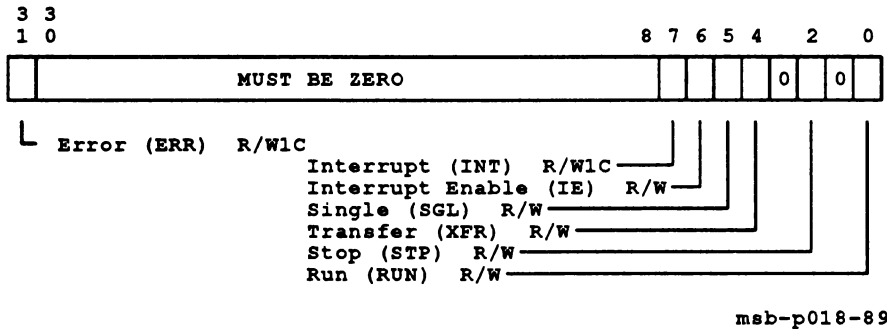 3 3
1 0 8 7 6 5 4 2 0
MUST BE ZERO 0 0
Error (ERR) R/W1C
Interrupt (INT) R/W1C
Interrupt Enable (IE) R/W
Single (SGL) R/W
Transfer (XFR) R/W
Stop (STP) R/W
Run (RUN) R/W
msb-p018-89